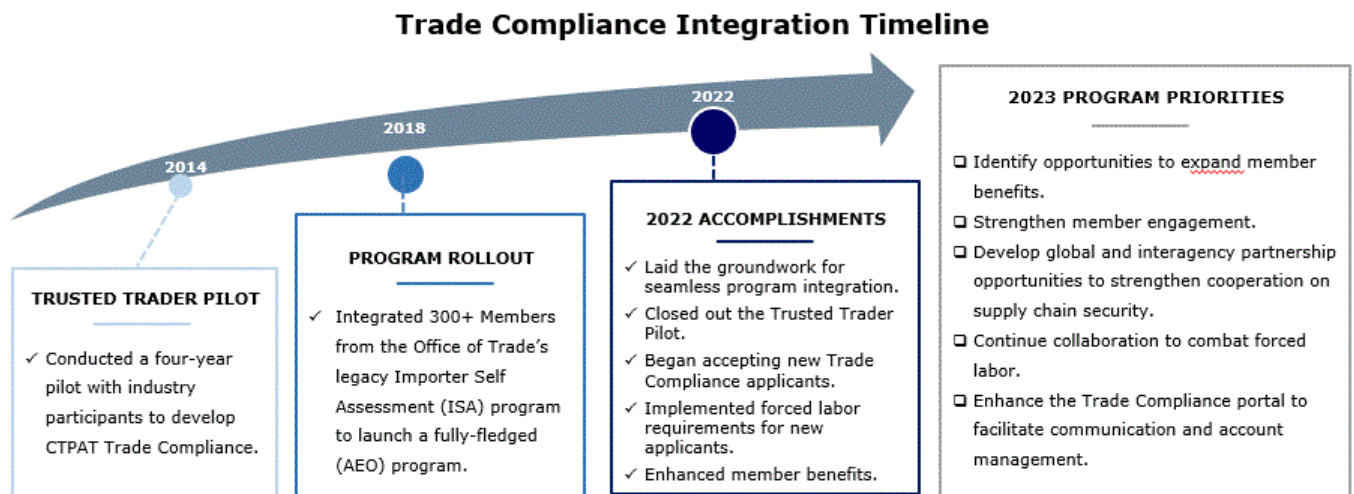 Trade Compliance Integration Timeline
2014
2018
2022
TRUSTED TRADER PILOT
✓ Conducted a four-year
pilot with industry
participants to develop
CTPAT Trade Compliance.
PROGRAM ROLLOUT
✓ Integrated 300+ Members
from the Office of Trade’s
legacy Importer Self
Assessment (ISA) program
to launch a fully-fledged
(AEO) program.
2022 ACCOMPLISHMENTS
✓ Laid the groundwork for
seamless program integration.
✓ Closed out the Trusted Trader
Pilot.
✓ Began accepting new Trade
Compliance applicants.
✓ Implemented forced labor
requirements for new
applicants.
✓ Enhanced member benefits.
2023 PROGRAM PRIORITIES
❑ Identify opportunities to expand member
benefits.
❑ Strengthen member engagement.
❑ Develop global and interagency partnership
opportunities to strengthen cooperation on
supply chain security.
❑ Continue collaboration to combat forced
labor.
❑ Enhance the Trade Compliance portal to
facilitate communication and account
management.